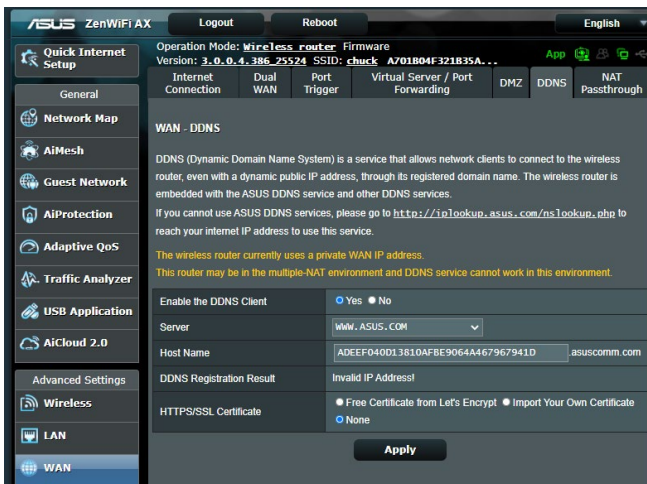 ASUS ZenWiFi AX Logout Reboot English
Quick Internet Setup
Operation Mode: Wireless router Firmware
Version: 3.0.0.4.386_25524 SSID: chuck A701B04F321B35A...
App
Internet Connection
Dual WAN
Port Trigger
Virtual Server / Port Forwarding
DMZ
DDNS
NAT Passthrough
General
Network Map
AiMesh
Guest Network
AiProtection
Adaptive QoS
Traffic Analyzer
USB Application
AiCloud 2.0
Advanced Settings
Wireless
LAN
WAN
WAN - DDNS
DDNS (Dynamic Domain Name System) is a service that allows network clients to connect to the wireless
router, even with a dynamic public IP address, through its registered domain name. The wireless router is
embedded with the ASUS DDNS service and other DDNS services.
If you cannot use ASUS DDNS services, please go to http://iplookup.asus.com/nslookup.php to
reach your internet IP address to use this service.
The wireless router currently uses a private WAN IP address.
This router may be in the multiple-NAT environment and DDNS service cannot work in this environment.
Enable the DDNS Client Yes No
Server WWW.ASUS.COM
Host Name ADEEF040D13810AFBE9064A467967941D .asuscomm.com
DDNS Registration Result Invalid IP Address!
HTTPS/SSL Certificate Free Certificate from Let's Encrypt Import Your Own Certificate
None
Apply